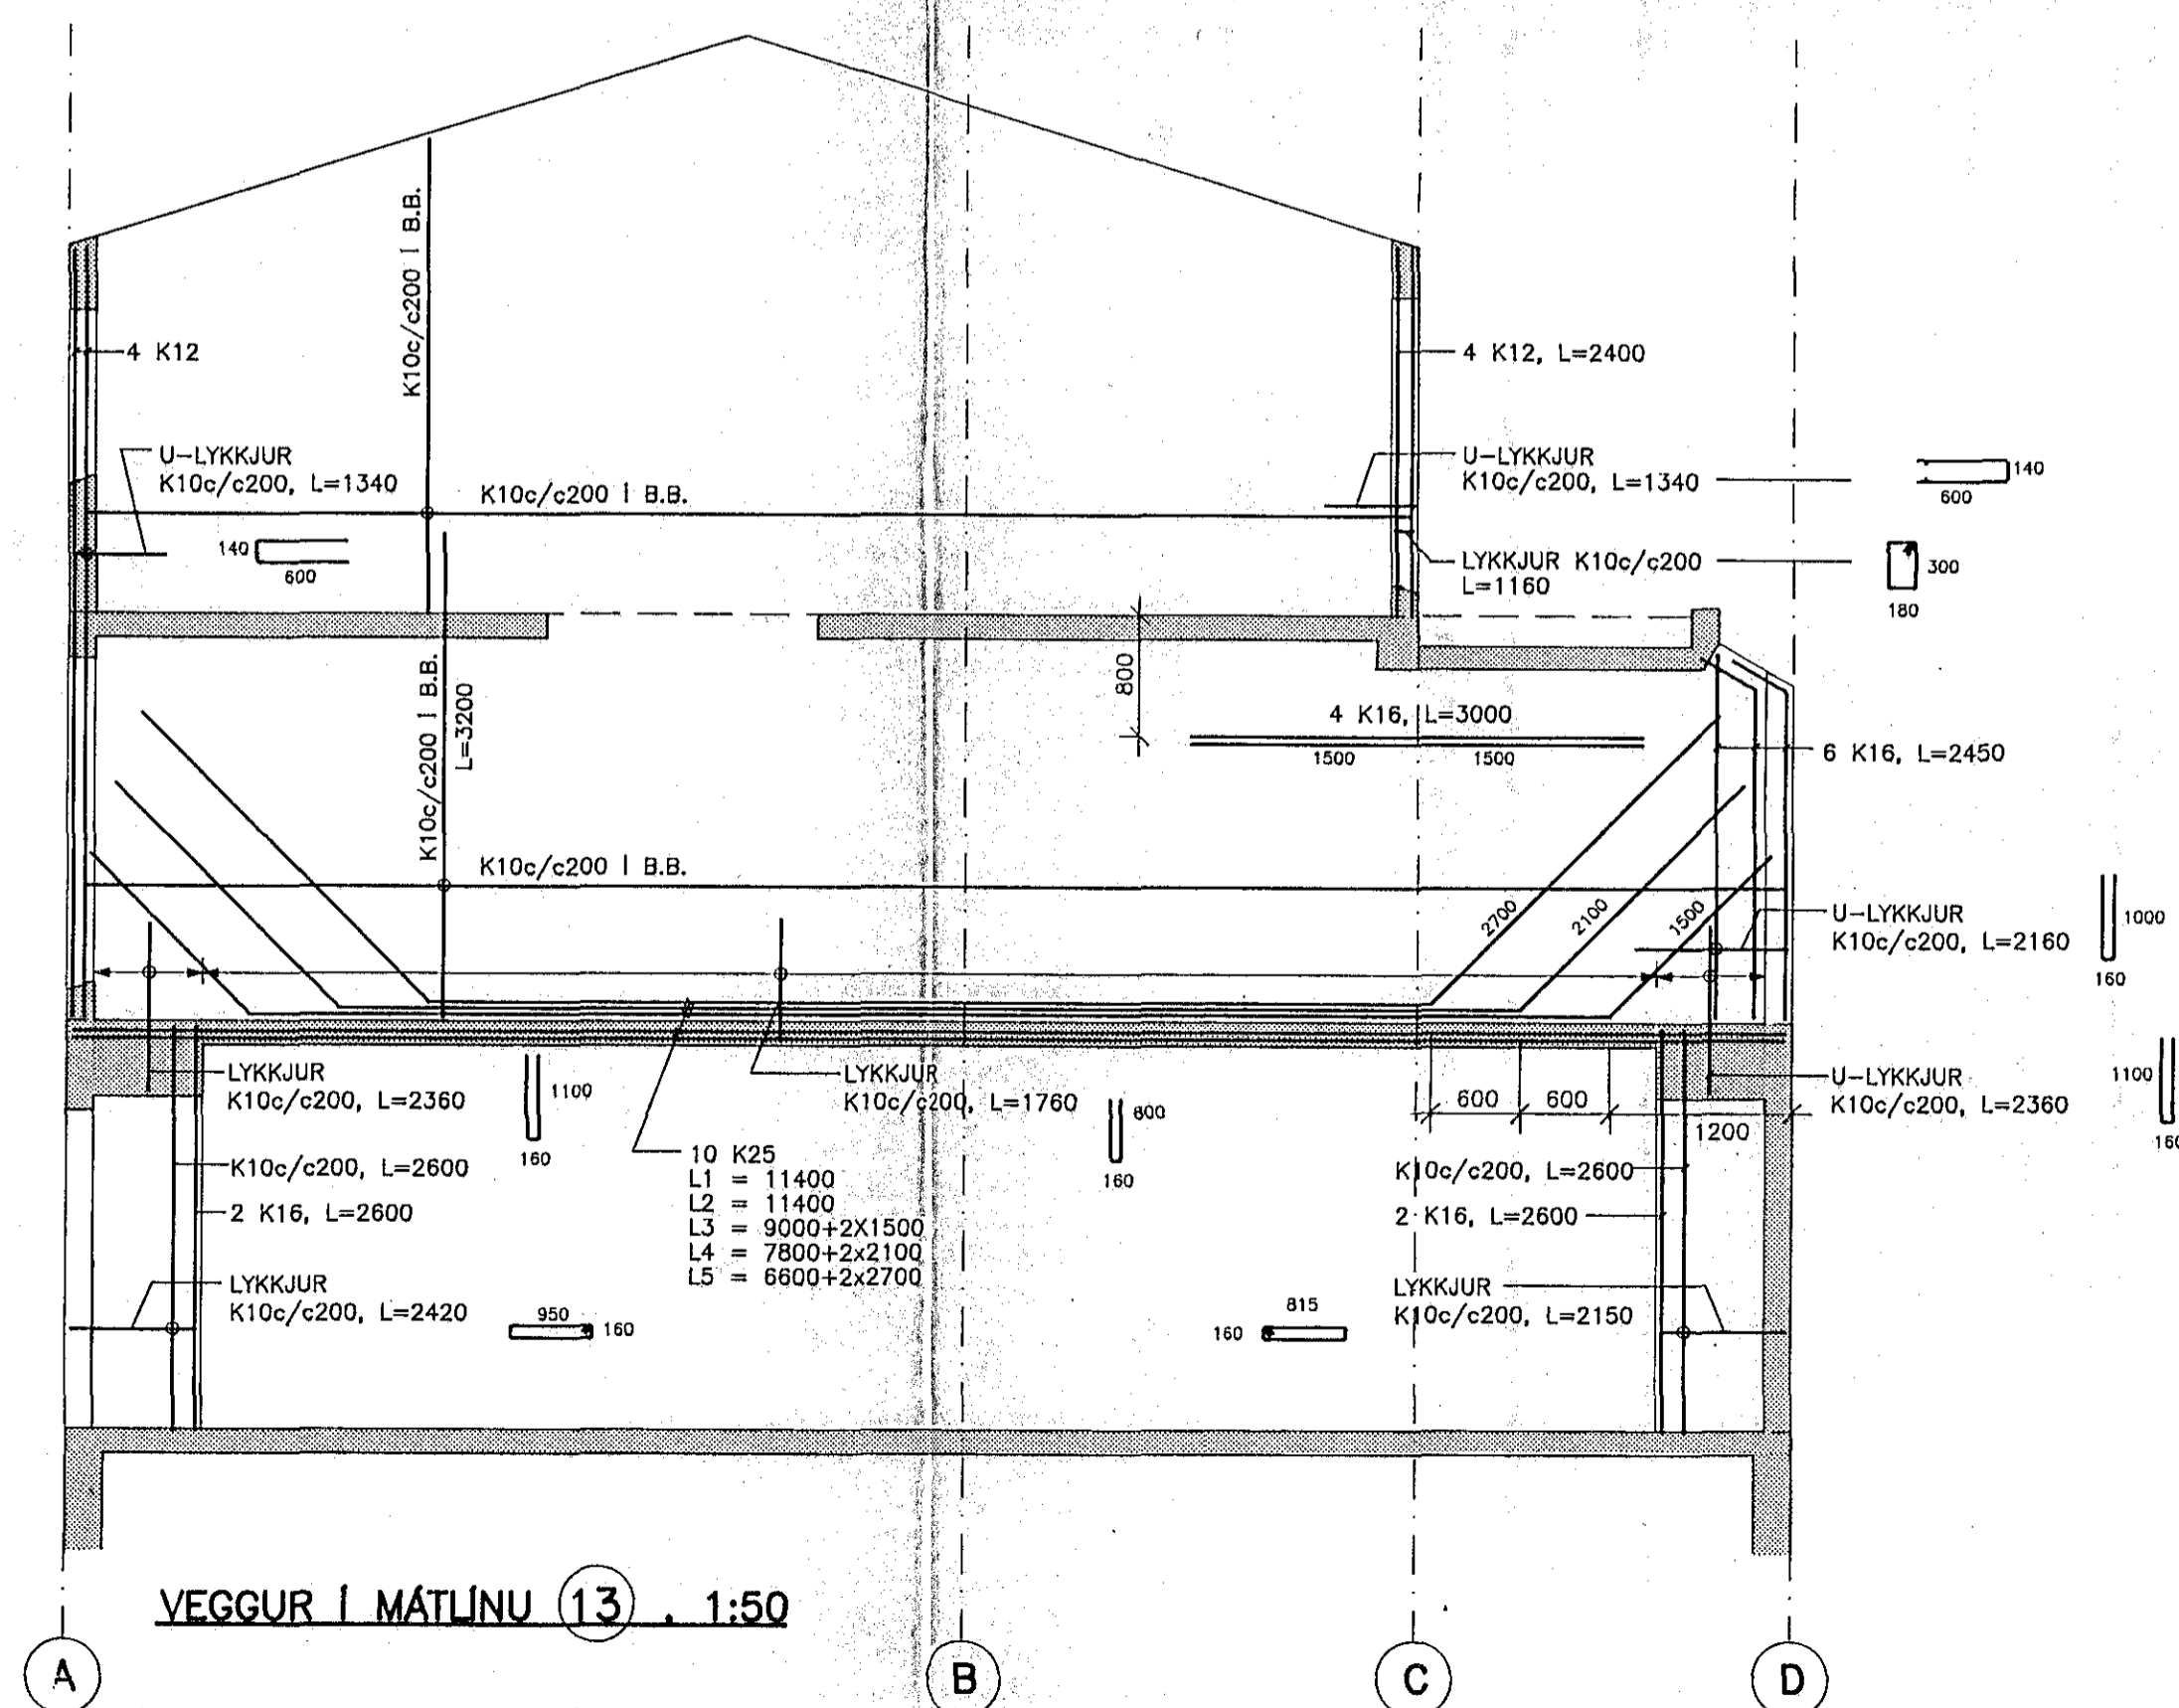 K10c/c200 Í B.B.
4 K12
4 K12, L=2400
U-LYKKJUR
K10c/c200, L=1340
K10c/c200 Í B.B.
U-LYKKJUR
K10c/c200, L=1340
140
600
140
600
LYKKJUR K10c/c200
L=1160
300
180
K10c/c200 Í B.B.
L=3200
800
4 K16, L=3000
1500
1500
6 K16, L=2450
K10c/c200 Í B.B.
2700
2100
1500
U-LYKKJUR
K10c/c200, L=2160
1000
160
LYKKJUR
K10c/c200, L=2360
1100
160
LYKKJUR
K10c/c200, L=1760
800
160
600
600
1200
U-LYKKJUR
K10c/c200, L=2360
1100
160
K10c/c200, L=2600
2 K16, L=2600
10 K25
L1 = 11400
L2 = 11400
L3 = 9000+2X1500
L4 = 7800+2x2100
L5 = 6600+2x2700
K10c/c200, L=2600
2 K16, L=2600
LYKKJUR
K10c/c200, L=2420
950
160
815
160
LYKKJUR
K10c/c200, L=2150
VEGGUR Í MÁTLÍNU 13 . 1:50
A
B
C
D